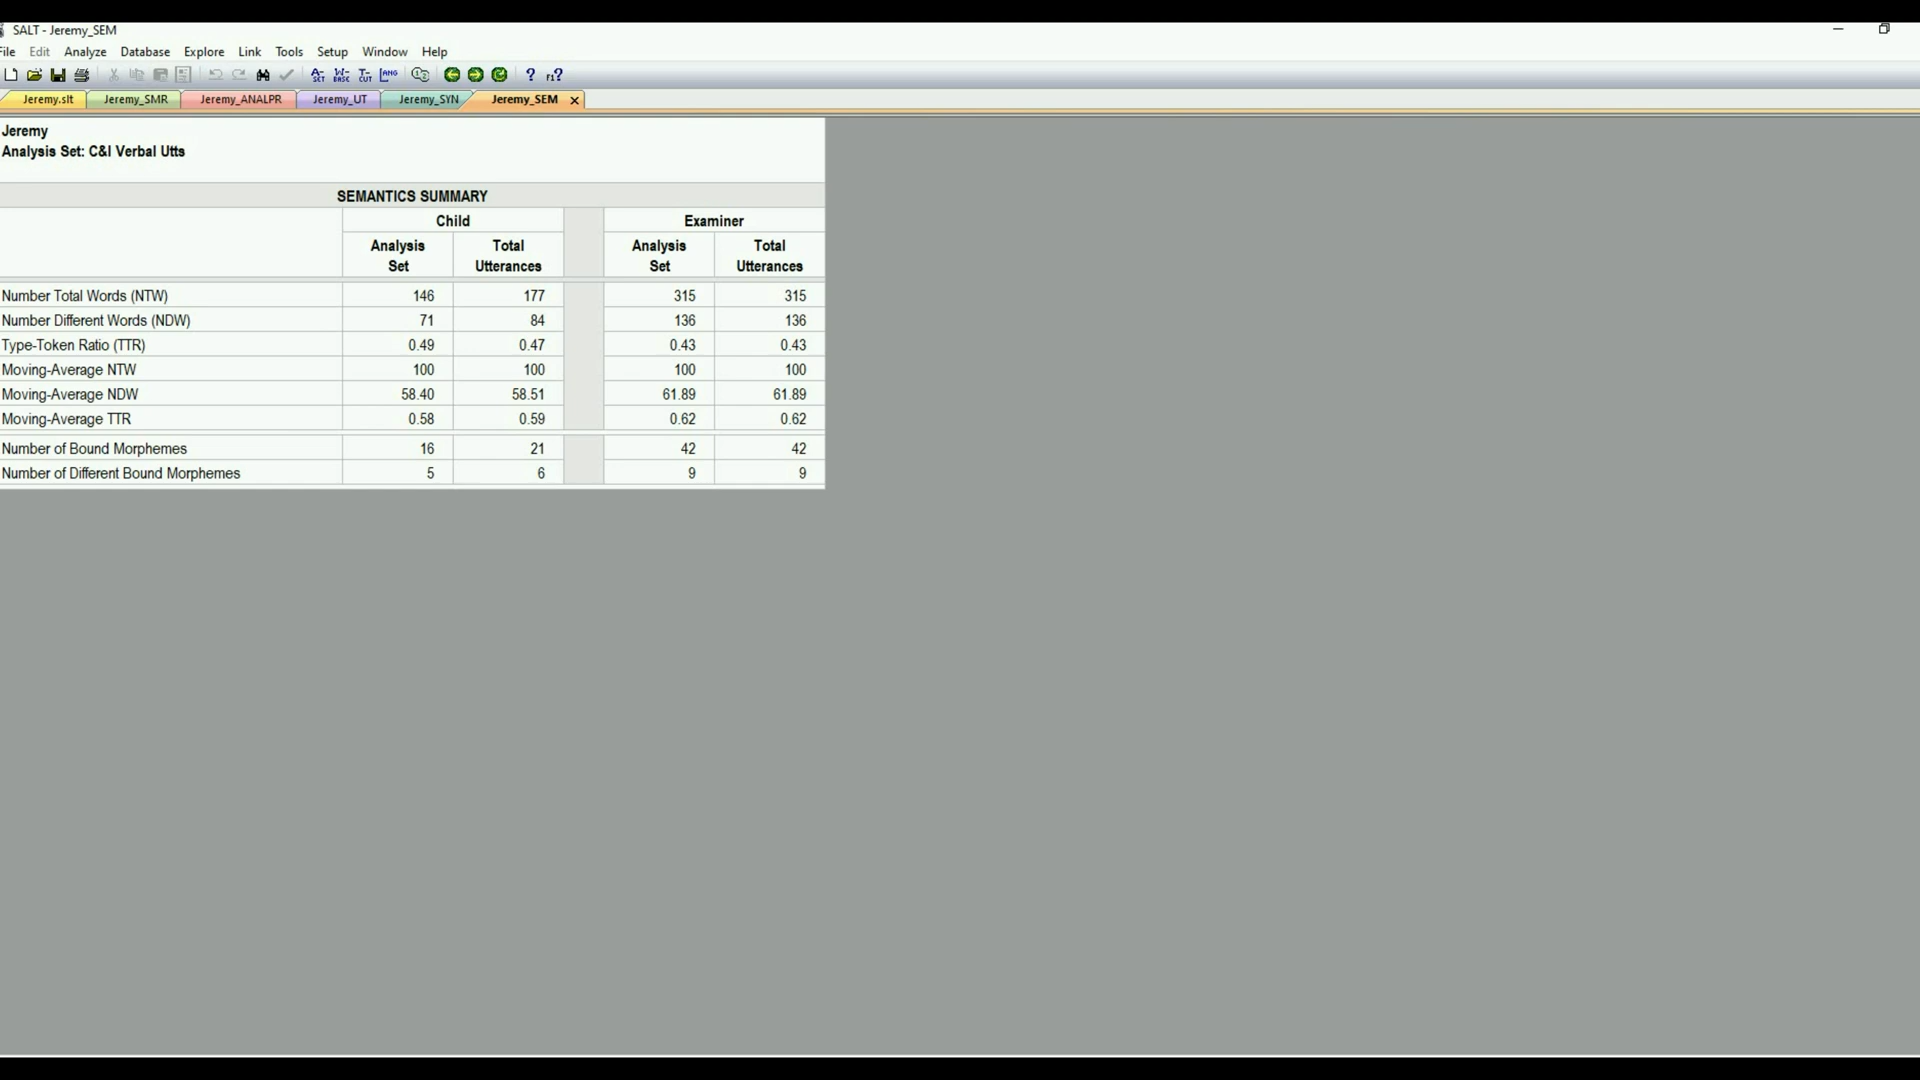 SALT - Jeremy_SEM
File Edit Analyze Database Explore Link Tools Setup Window Help
A-SET W-BASE T-CUT LANG ? r1?
Jeremy.slt Jeremy_SMR Jeremy_ANALPR Jeremy_UT Jeremy_SYN Jeremy_SEM
Jeremy
Analysis Set: C&I Verbal Utts
SEMANTICS SUMMARY
Child Examiner
Analysis Total Analysis Total
Set Utterances Set Utterances
Number Total Words (NTW) 146 177 315 315
Number Different Words (NDW) 71 84 136 136
Type-Token Ratio (TTR) 0.49 0.47 0.43 0.43
Moving-Average NTW 100 100 100 100
Moving-Average NDW 58.40 58.51 61.89 61.89
Moving-Average TTR 0.58 0.59 0.62 0.62
Number of Bound Morphemes 16 21 42 42
Number of Different Bound Morphemes 5 6 9 9